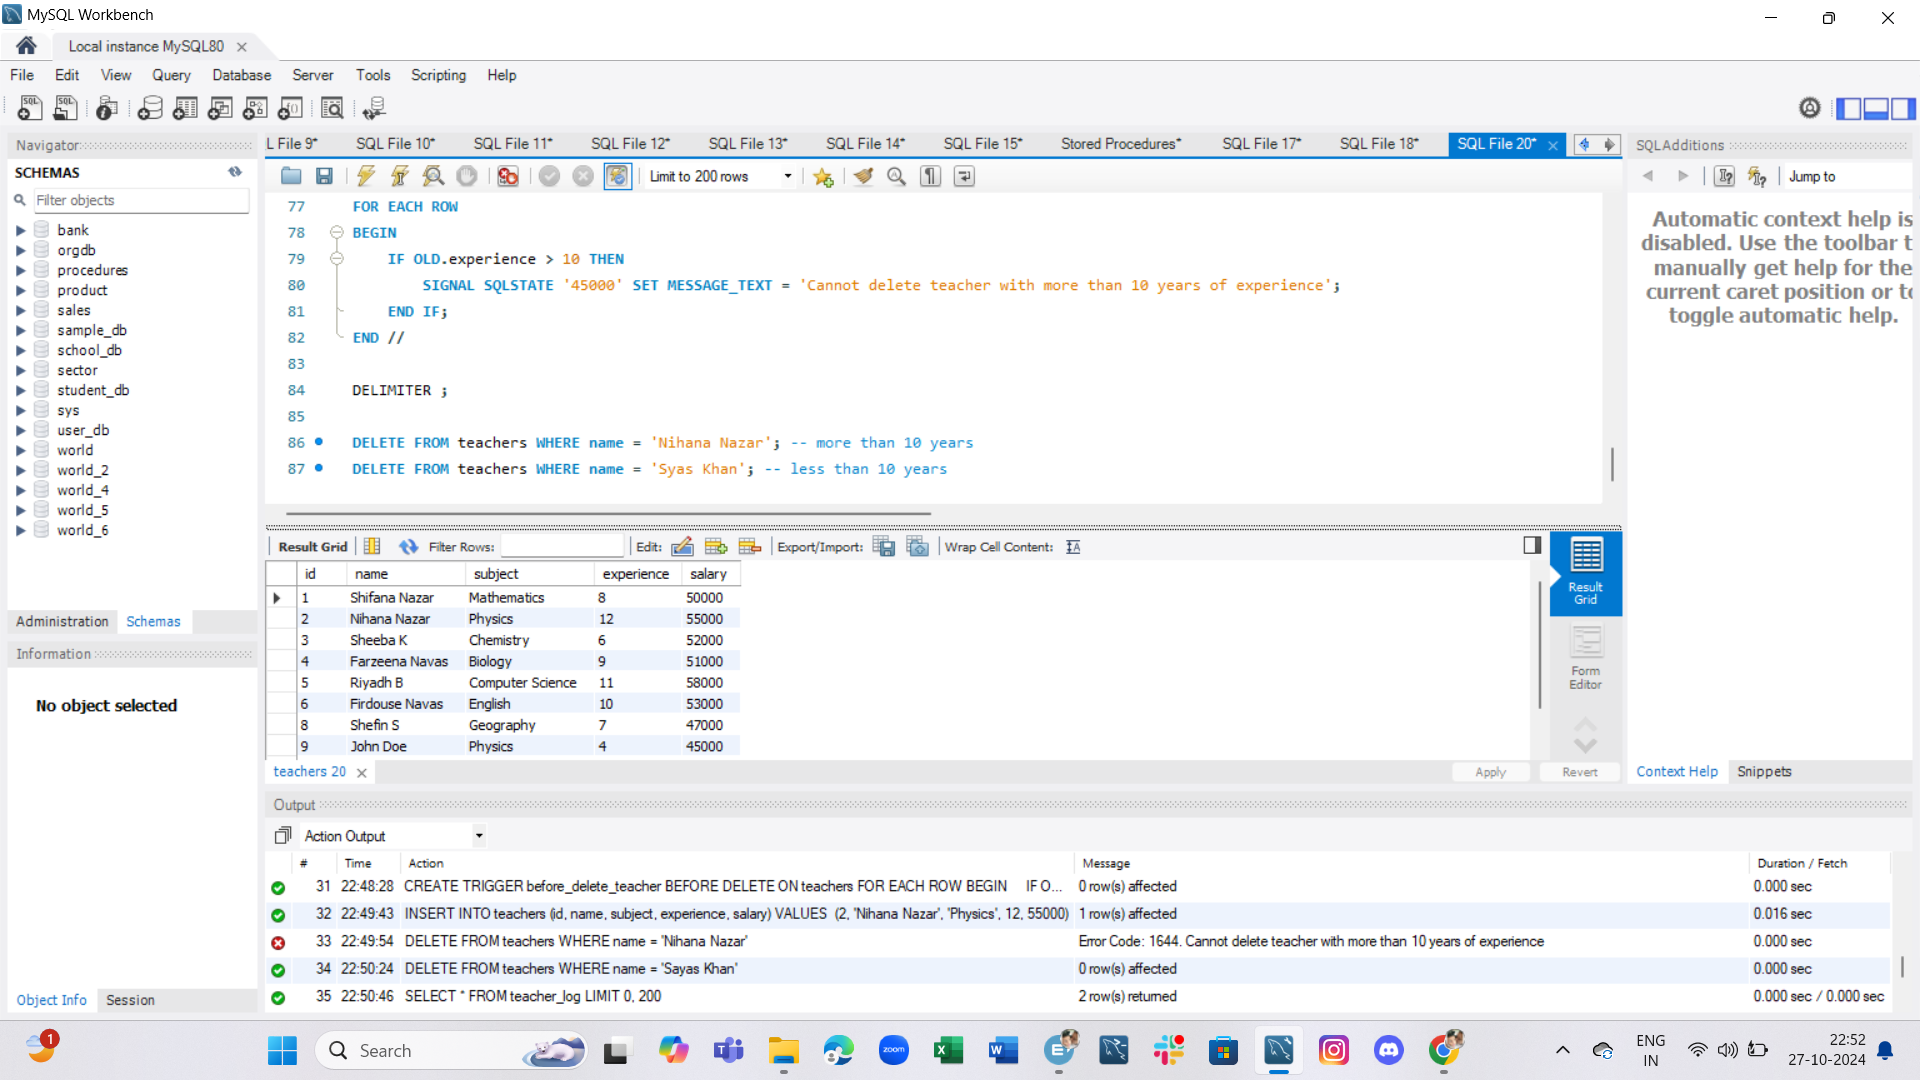 MySQL Workbench
Local instance MySQL80
File Edit View Query Database Server Tools Scripting Help
Navigator
SCHEMAS
Filter objects
bank
orgdb
procedures
product
sales
sample_db
school_db
sector
student_db
sys
user_db
world
world_2
world_4
world_5
world_6
Administration Schemas
Information
No object selected
Object Info Session
L File 9* SQL File 10* SQL File 11* SQL File 12* SQL File 13* SQL File 14* SQL File 15* Stored Procedures* SQL File 17* SQL File 18* SQL File 20*
Limit to 200 rows
77 FOR EACH ROW
78 BEGIN
79 IF OLD.experience > 10 THEN
80 SIGNAL SQLSTATE '45000' SET MESSAGE_TEXT = 'Cannot delete teacher with more than 10 years of experience';
81 END IF;
82 END //
83
84 DELIMITER ;
85
86 DELETE FROM teachers WHERE name = 'Nihana Nazar'; -- more than 10 years
87 DELETE FROM teachers WHERE name = 'Syas Khan'; -- less than 10 years
Result Grid Filter Rows: Edit: Export/Import: Wrap Cell Content:
id name subject experience salary
1 Shifana Nazar Mathematics 8 50000
2 Nihana Nazar Physics 12 55000
3 Sheeba K Chemistry 6 52000
4 Farzeena Navas Biology 9 51000
5 Riyadh B Computer Science 11 58000
6 Firdouse Navas English 10 53000
8 Shefin S Geography 7 47000
9 John Doe Physics 4 45000
Result
Grid
Form
Editor
teachers 20
Apply Revert
SQLAdditions
Jump to
Automatic context help is
disabled. Use the toolbar t
manually get help for the
current caret position or to
toggle automatic help.
Context Help Snippets
Output
Action Output
# Time Action Message Duration / Fetch
31 22:48:28 CREATE TRIGGER before_delete_teacher BEFORE DELETE ON teachers FOR EACH ROW BEGIN IF O... 0 row(s) affected 0.000 sec
32 22:49:43 INSERT INTO teachers (id, name, subject, experience, salary) VALUES (2, 'Nihana Nazar', 'Physics', 12, 55000) 1 row(s) affected 0.016 sec
33 22:49:54 DELETE FROM teachers WHERE name = 'Nihana Nazar' Error Code: 1644. Cannot delete teacher with more than 10 years of experience 0.000 sec
34 22:50:24 DELETE FROM teachers WHERE name = 'Sayas Khan' 0 row(s) affected 0.000 sec
35 22:50:46 SELECT * FROM teacher_log LIMIT 0, 200 2 row(s) returned 0.000 sec / 0.000 sec
1
Search
zoom
ENG
IN
22:52
27-10-2024